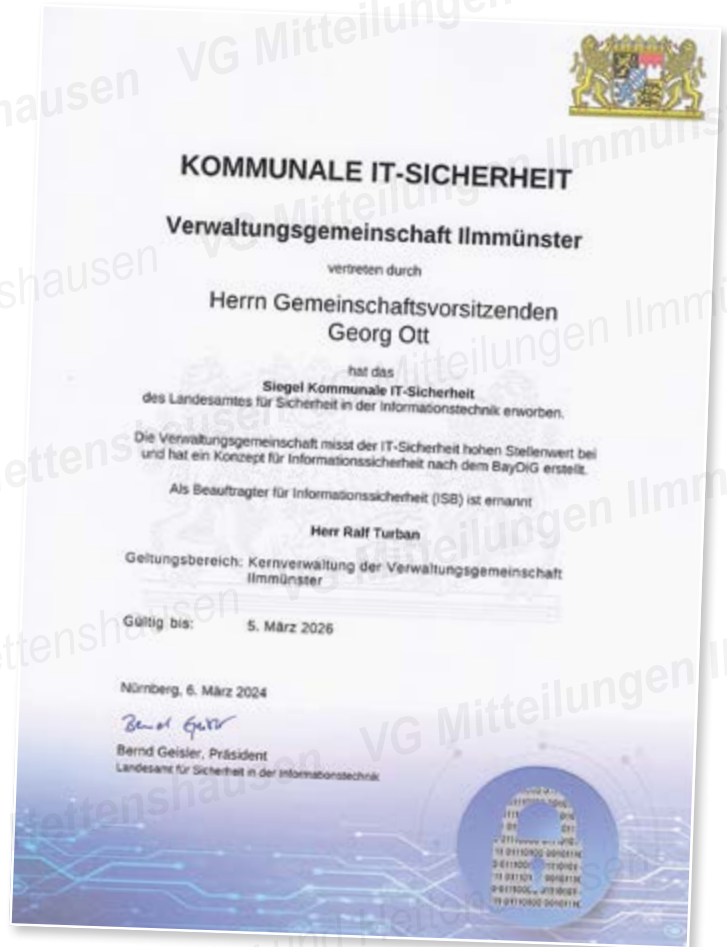 KOMMUNALE IT-SICHERHEIT
Verwaltungsgemeinschaft Ilmmünster
vertreten durch
Herrn Gemeinschaftsvorsitzenden
Georg Ott
hat das
Siegel Kommunale IT-Sicherheit
des Landesamtes für Sicherheit in der Informationstechnik erworben.
Die Verwaltungsgemeinschaft misst der IT-Sicherheit hohen Stellenwert bei
und hat ein Konzept für Informationssicherheit nach dem BayDiG erstellt.
Als Beauftragter für Informationssicherheit (ISB) ist ernannt
Herr Ralf Turban
Geltungsbereich: Kernverwaltung der Verwaltungsgemeinschaft
Ilmmünster
Gültig bis: 5. März 2026
Nürnberg, 6. März 2024
Bernd Geisler, Präsident
Landesamt für Sicherheit in der Informationstechnik